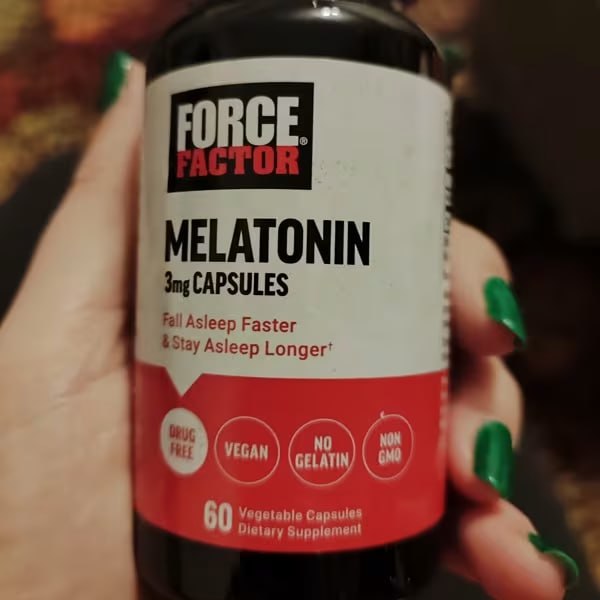 FORCE®
FACTOR
MELATONIN
3mg CAPSULES
Fall Asleep Faster
& Stay Asleep Longer†
DRUG
FREE
VEGAN
NO
GELATIN
NON
GMO
60 Vegetable Capsules
Dietary Supplement